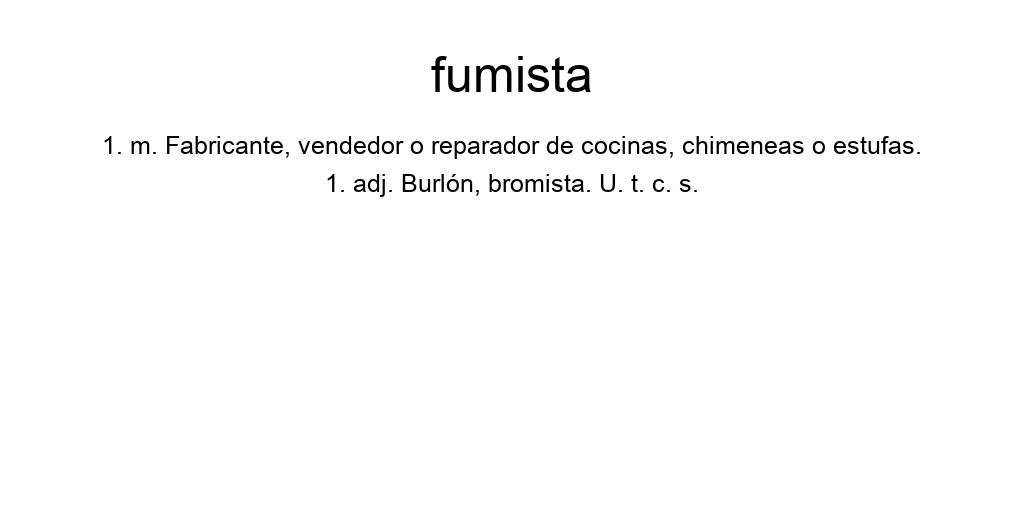 fumista
1. m. Fabricante, vendedor o reparador de cocinas, chimeneas o estufas.
1. adj. Burlón, bromista. U. t. c. s.